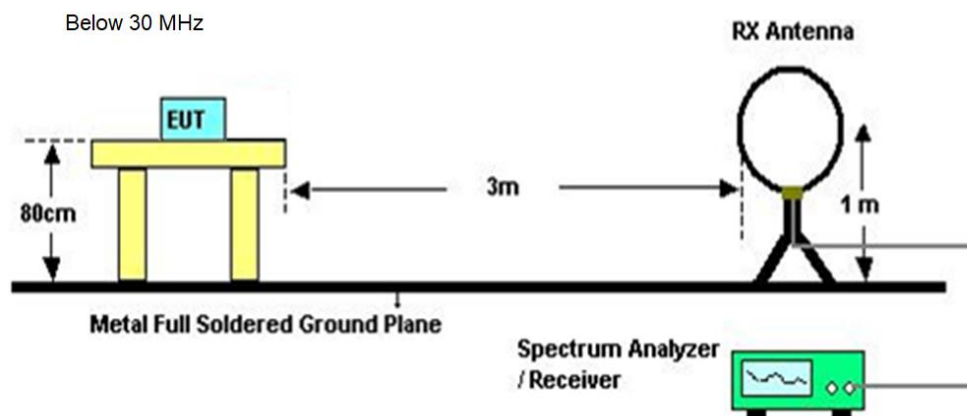 Below 30 MHz
RX Antenna
EUT
80cm
3m
1 m
Metal Full Soldered Ground Plane
Spectrum Analyzer
/ Receiver